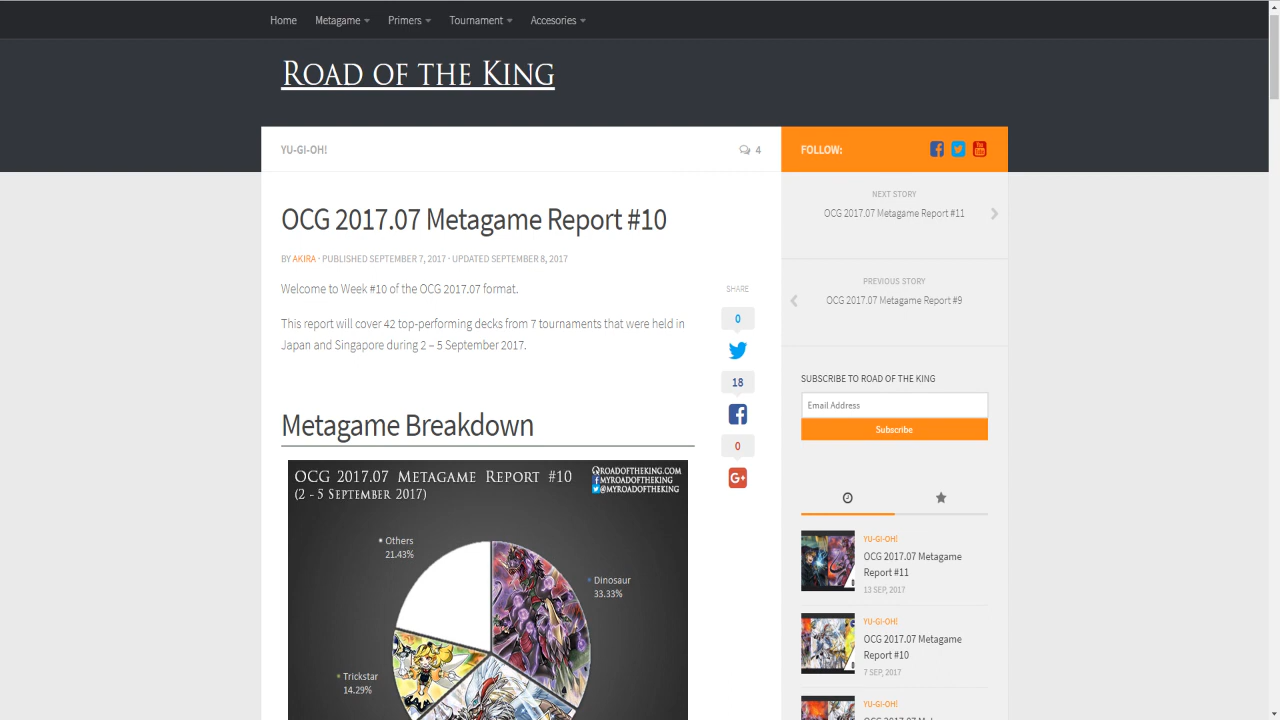 Home Metagame Primers Tournament Accesories
ROAD OF THE KING
YU-GI-OH!
4
FOLLOW:
NEXT STORY
OCG 2017.07 Metagame Report #11
PREVIOUS STORY
OCG 2017.07 Metagame Report #9
OCG 2017.07 Metagame Report #10
BY AKIRA · PUBLISHED SEPTEMBER 7, 2017 · UPDATED SEPTEMBER 8, 2017
Welcome to Week #10 of the OCG 2017.07 format.
This report will cover 42 top-performing decks from 7 tournaments that were held in
Japan and Singapore during 2 – 5 September 2017.
SHARE
0
18
0
G+
Metagame Breakdown
OCG 2017.07 METAGAME REPORT #10
(2 - 5 SEPTEMBER 2017)
ROADOFTHEKING.COM
MYROADOFTHEKING
@MYROADOFTHEKING
Others
21.43%
Dinosaur
33.33%
Trickstar
14.29%
SUBSCRIBE TO ROAD OF THE KING
Email Address
Subscribe
YU-GI-OH!
OCG 2017.07 Metagame
Report #11
13 SEP, 2017
YU-GI-OH!
OCG 2017.07 Metagame
Report #10
7 SEP, 2017
YU-GI-OH!